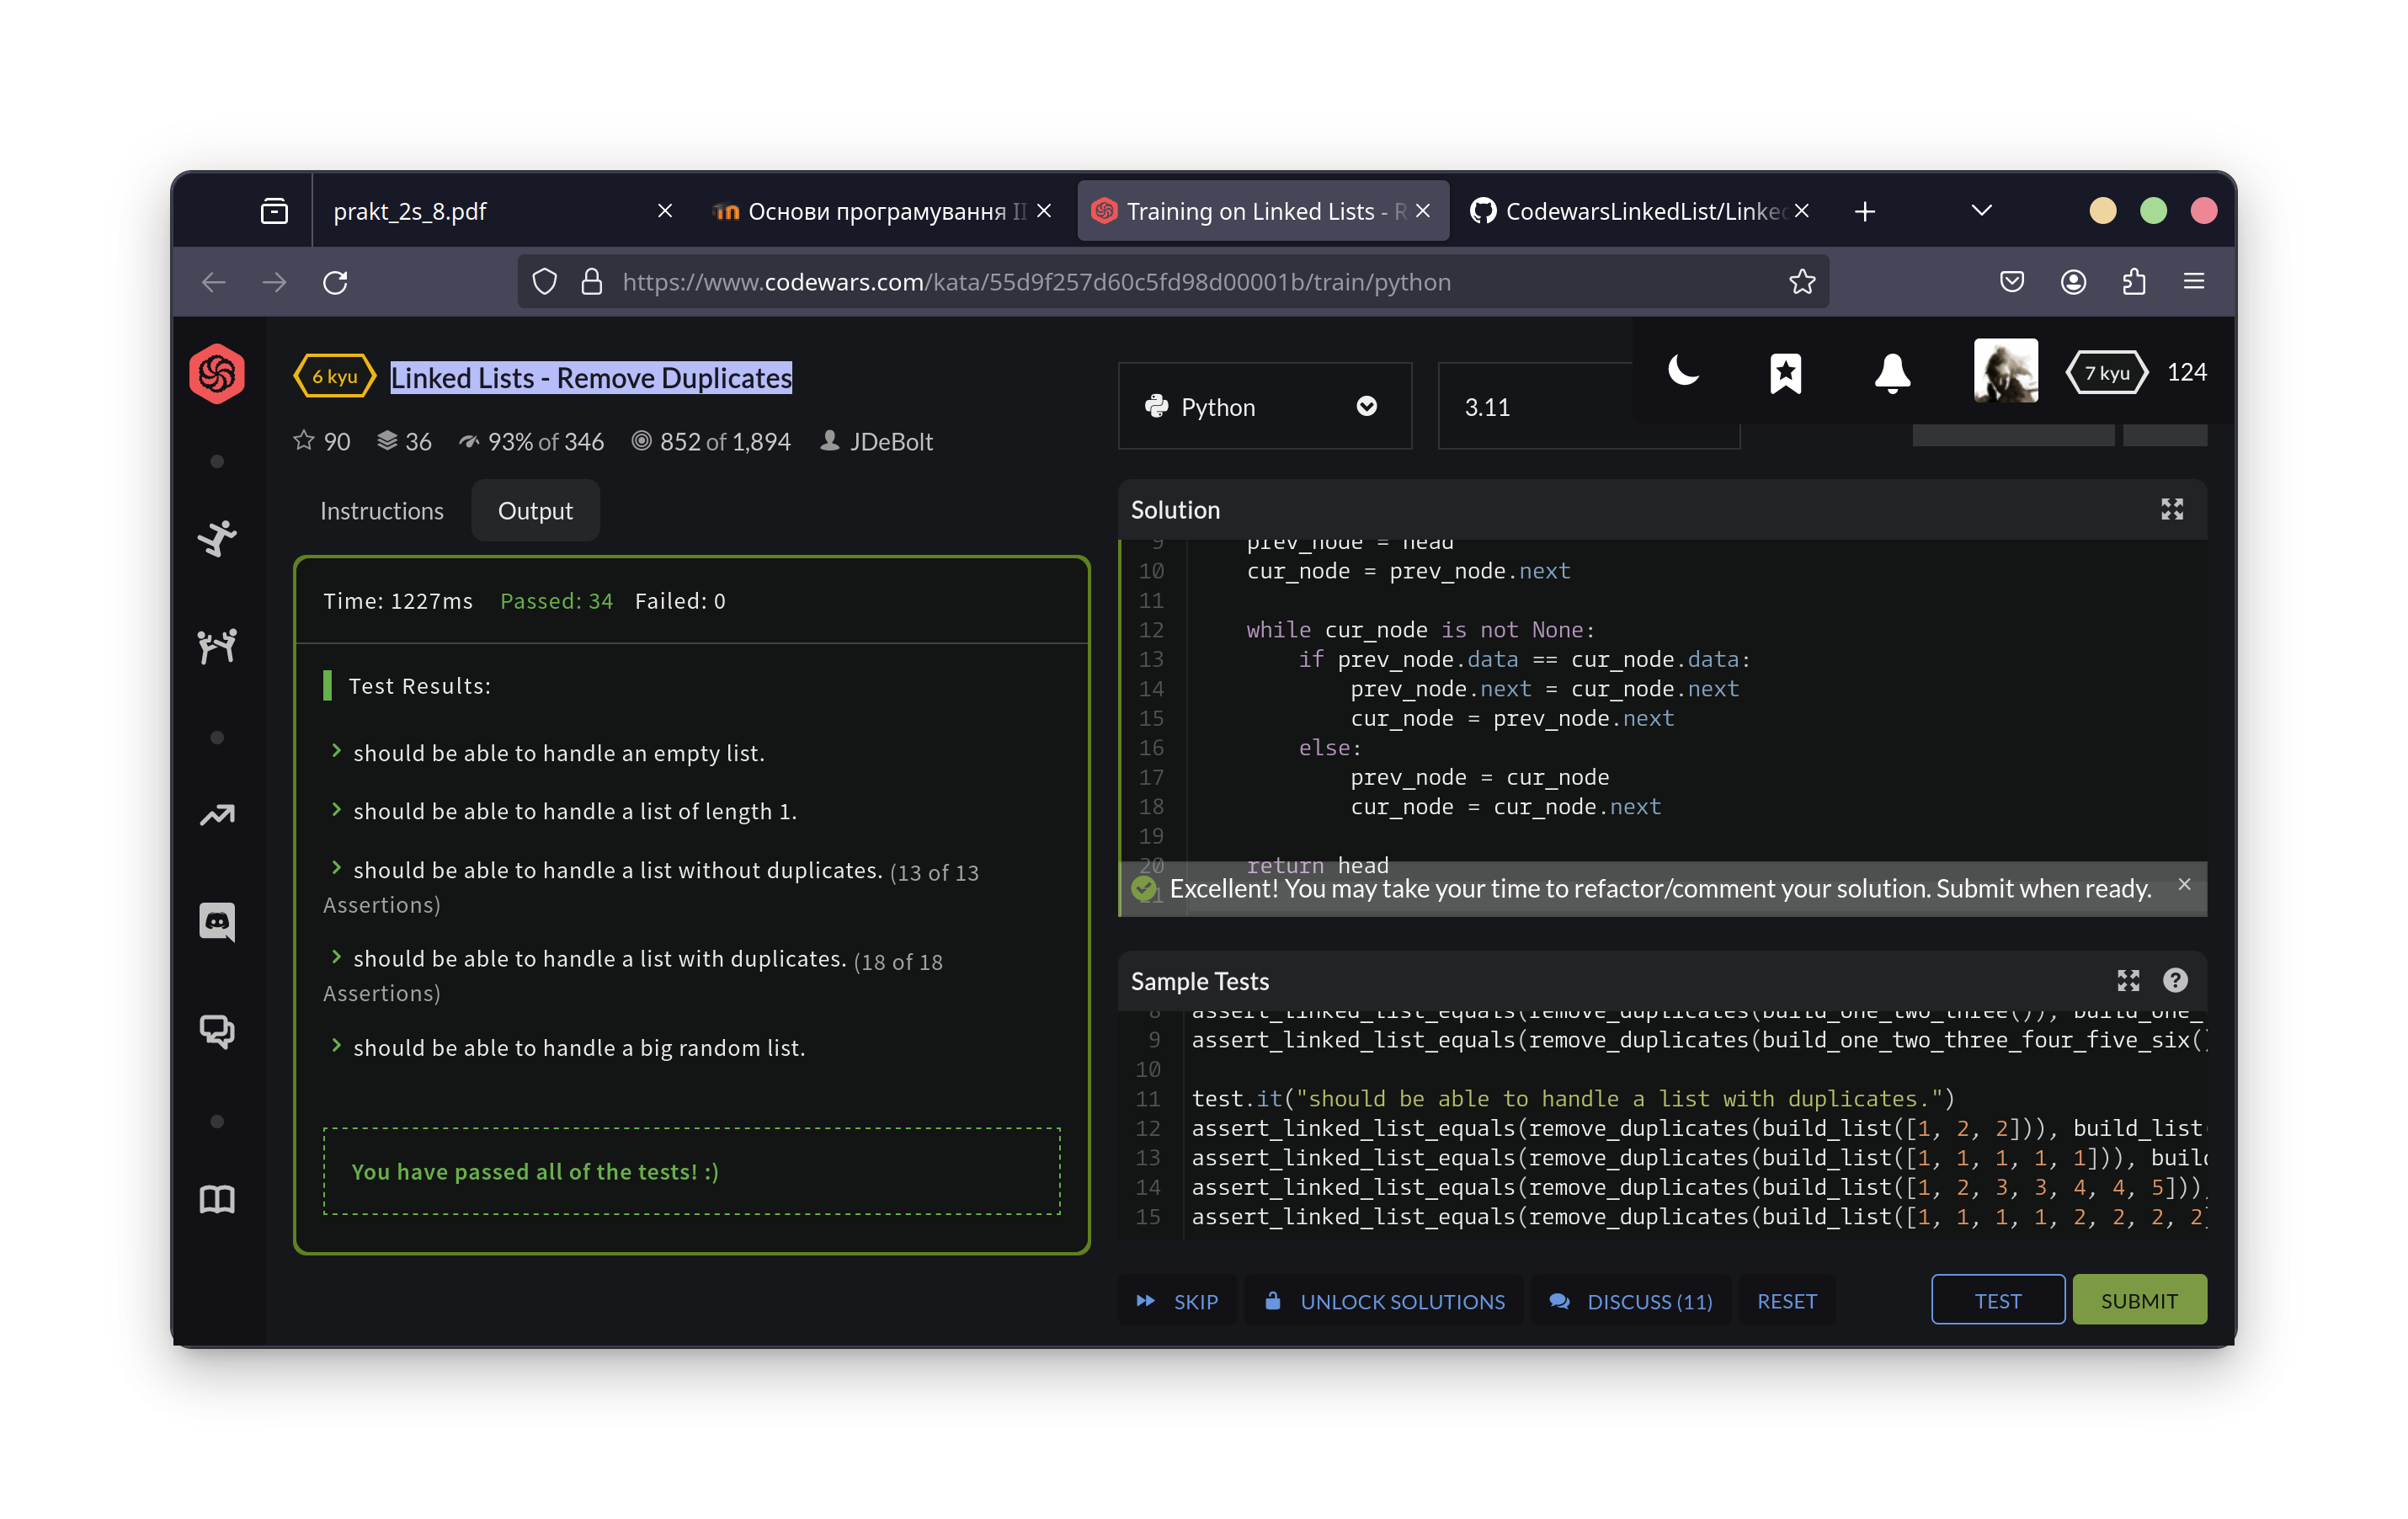 prakt_2s_8.pdf
Основи програмування II
Training on Linked Lists - R
CodewarsLinkedList/Linked
https://www.codewars.com/kata/55d9f257d60c5fd98d00001b/train/python
6 kyu Linked Lists - Remove Duplicates
90 36 93% of 346 852 of 1,894 JDeBolt
Python
3.11
7 kyu 124
Instructions Output
Time: 1227ms Passed: 34 Failed: 0
Test Results:
should be able to handle an empty list.
should be able to handle a list of length 1.
should be able to handle a list without duplicates. (13 of 13
Assertions)
should be able to handle a list with duplicates. (18 of 18
Assertions)
should be able to handle a big random list.
You have passed all of the tests! :)
Solution
9 prev_node = head
10 cur_node = prev_node.next
11
12 while cur_node is not None:
13 if prev_node.data == cur_node.data:
14 prev_node.next = cur_node.next
15 cur_node = prev_node.next
16 else:
17 prev_node = cur_node
18 cur_node = cur_node.next
19
20 return head
21
Excellent! You may take your time to refactor/comment your solution. Submit when ready.
Sample Tests
8 assert_linked_list_equals(remove_duplicates(build_one_two_three()), build_one_
9 assert_linked_list_equals(remove_duplicates(build_one_two_three_four_five_six()
10
11 test.it("should be able to handle a list with duplicates.")
12 assert_linked_list_equals(remove_duplicates(build_list([1, 2, 2])), build_list(
13 assert_linked_list_equals(remove_duplicates(build_list([1, 1, 1, 1, 1])), build
14 assert_linked_list_equals(remove_duplicates(build_list([1, 2, 3, 3, 4, 4, 5])),
15 assert_linked_list_equals(remove_duplicates(build_list([1, 1, 1, 1, 2, 2, 2, 2]
SKIP UNLOCK SOLUTIONS DISCUSS (11) RESET TEST SUBMIT